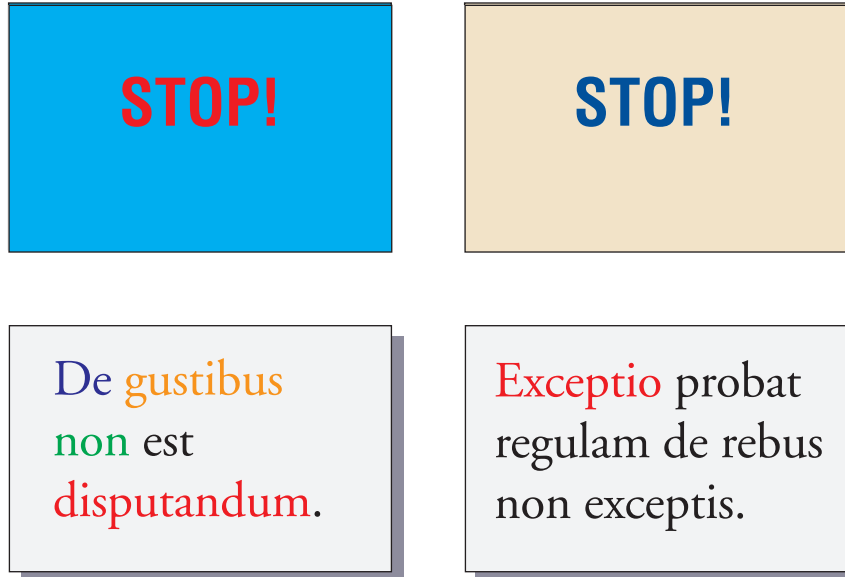 STOP!
STOP!
De gustibus
non est
disputandum.
Exceptio probat
regulam de rebus
non exceptis.